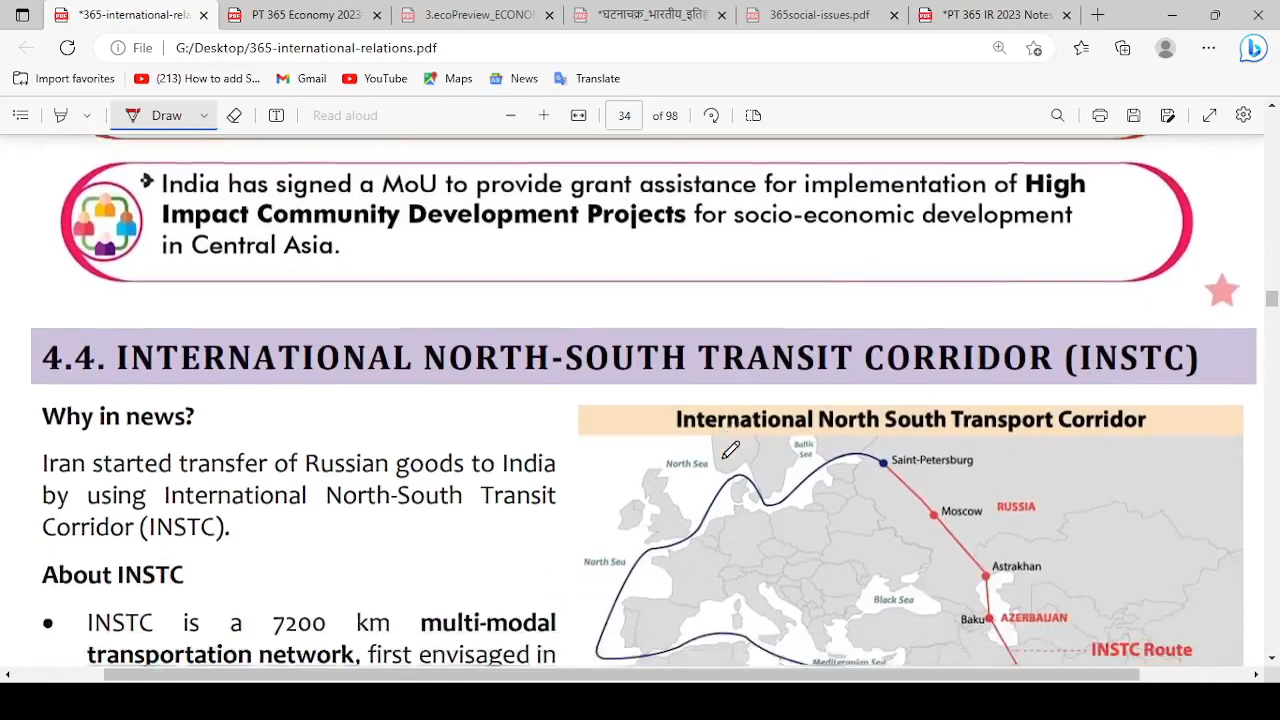 *365-international-rela
PT 365 Economy 2023
3.ecoPreview_ECONO
*घटनाचक्र_भारतीय_इति
365social-issues.pdf
*PT 365 IR 2023 Notes
File
G:/Desktop/365-international-relations.pdf
Import favorites
(213) How to add S...
Gmail
YouTube
Maps
News
Translate
Draw
Read aloud
34
of 98
India has signed a MoU to provide grant assistance for implementation of High
Impact Community Development Projects for socio-economic development
in Central Asia.
4.4. INTERNATIONAL NORTH-SOUTH TRANSIT CORRIDOR (INSTC)
Why in news?
Iran started transfer of Russian goods to India
by using International North-South Transit
Corridor (INSTC).
About INSTC
• INSTC is a 7200 km multi-modal
transportation network, first envisaged in
International North South Transport Corridor
North Sea
Baltic
Sea
Saint-Petersburg
Moscow
RUSSIA
North Sea
Astrakhan
Black Sea
Baku
AZERBAIJAN
INSTC Route
Mediterranian Sea